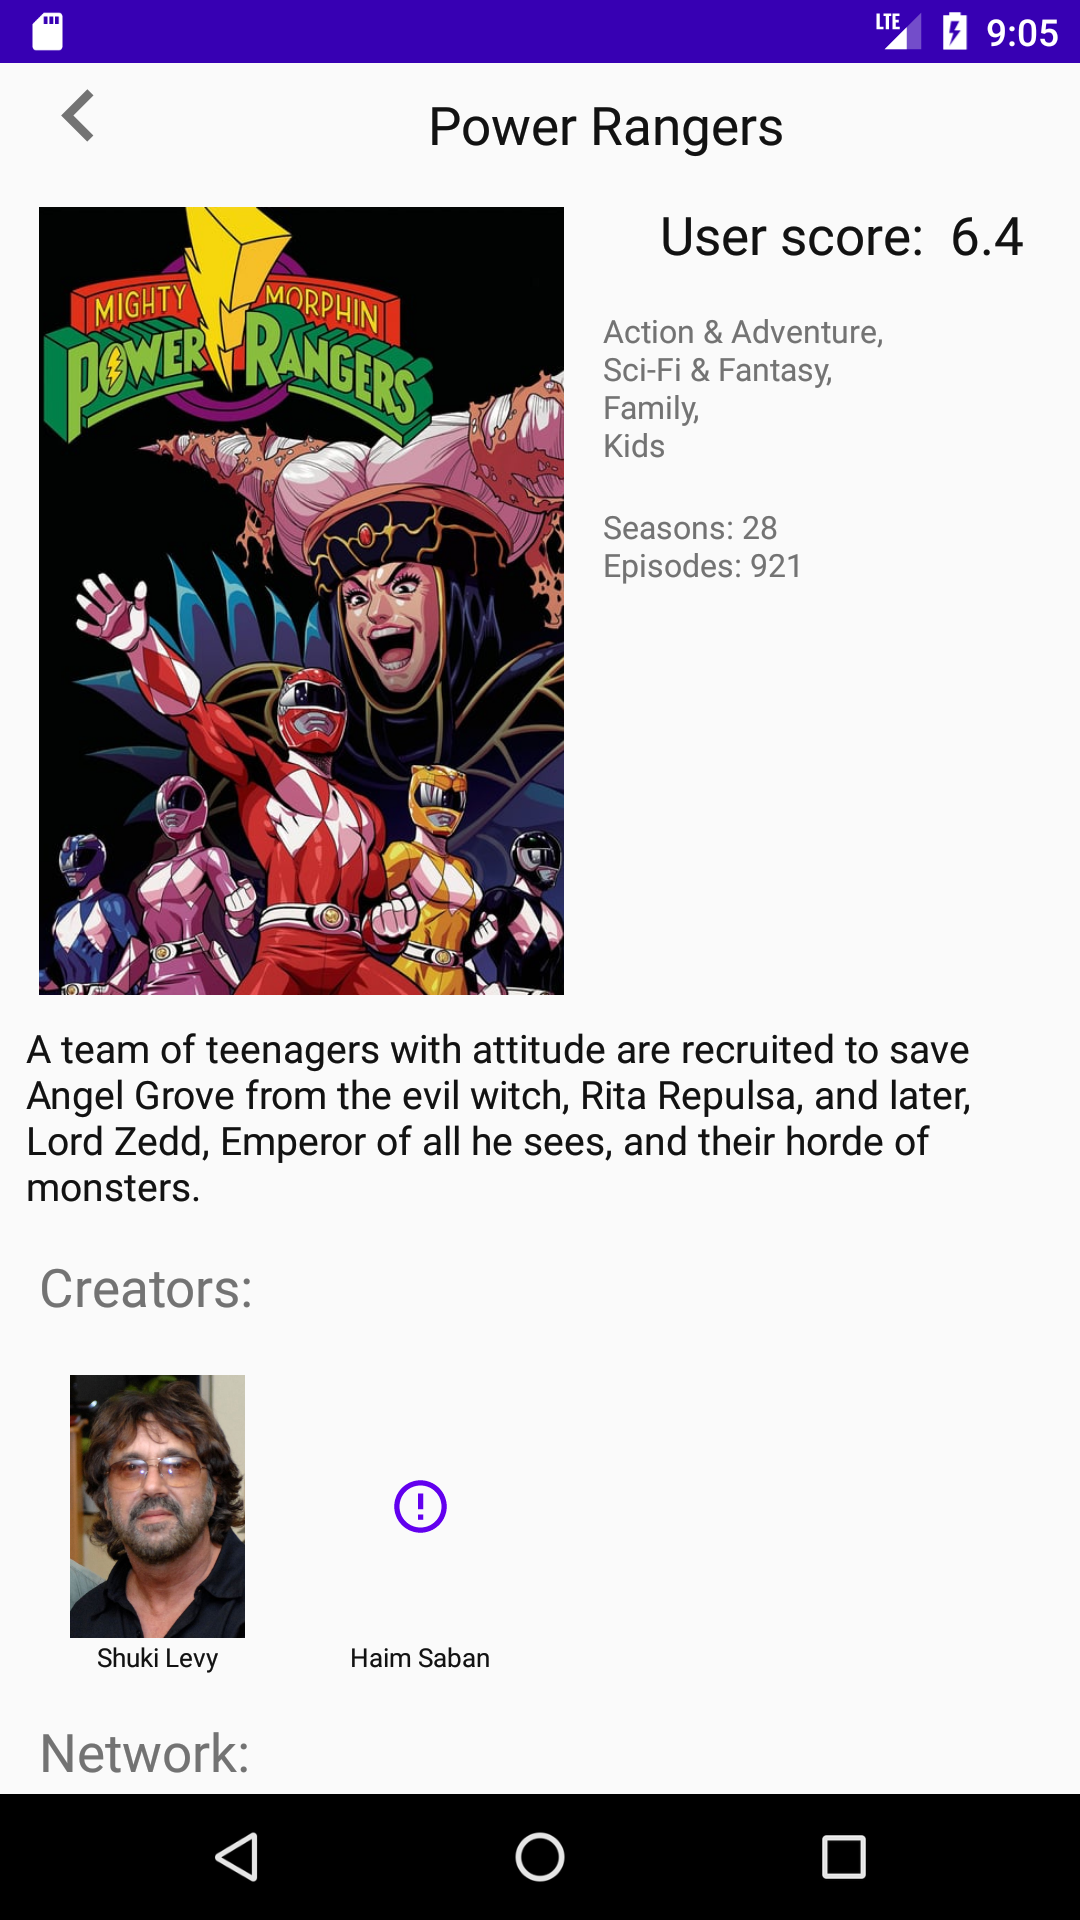 LTE 9:05
Power Rangers
MIGHTY MORPHIN
POWER RANGERS
User score: 6.4
Action & Adventure,
Sci-Fi & Fantasy,
Family,
Kids
Seasons: 28
Episodes: 921
A team of teenagers with attitude are recruited to save
Angel Grove from the evil witch, Rita Repulsa, and later,
Lord Zedd, Emperor of all he sees, and their horde of
monsters.
Creators:
Shuki Levy
Haim Saban
Network: